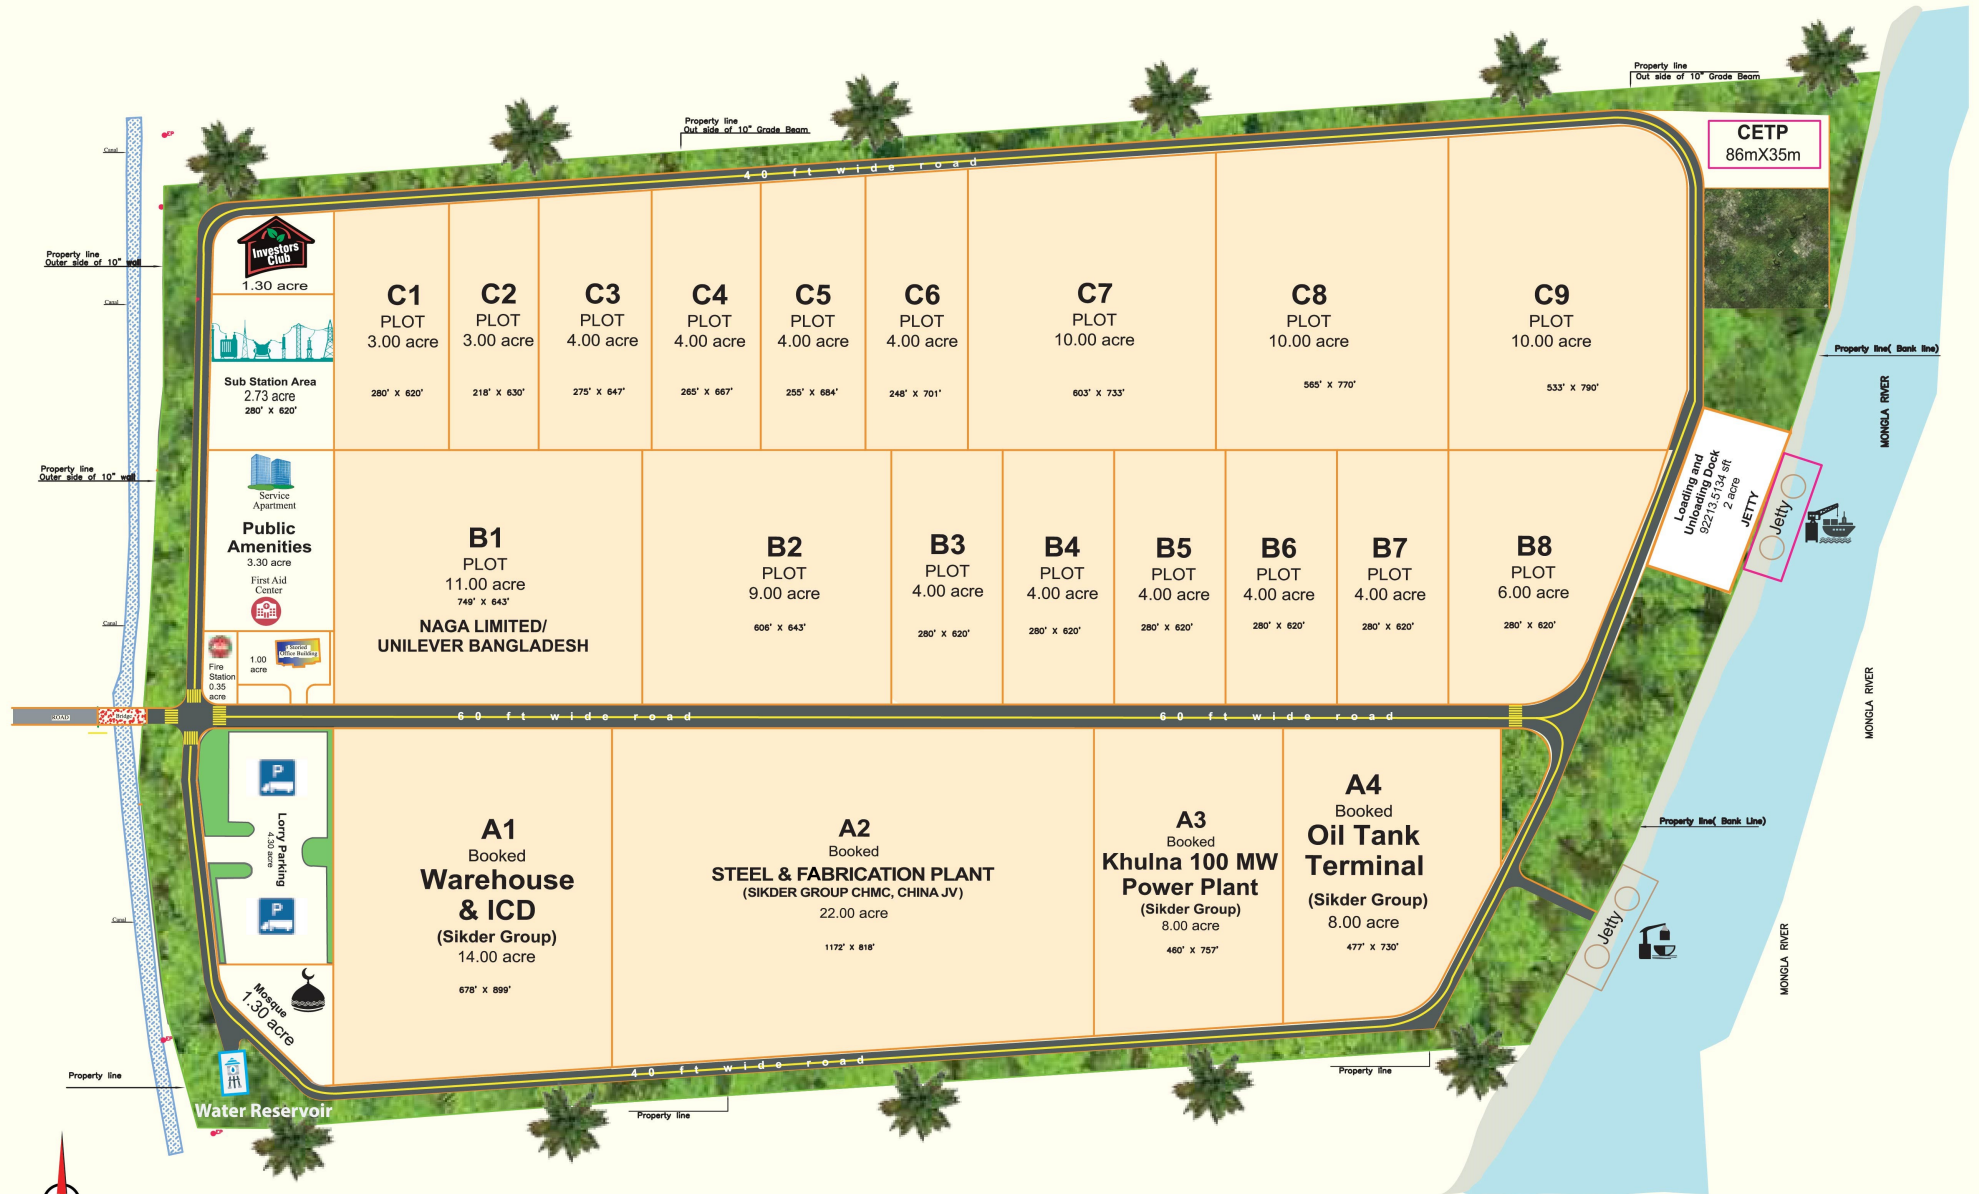 Property line
Out side of 10" Grade Beam
Property line
Out side of 10" Grade Beam
CETP
86mX35m
EP
Canal
40 ft wide road
Property line
Outer side of 10" wall
Canal
Investors
Club
1.30 acre
Sub Station Area
2.73 acre
280' X 620'
C1
PLOT
3.00 acre
280' X 620'
C2
PLOT
3.00 acre
218' X 630'
C3
PLOT
4.00 acre
275' X 647'
C4
PLOT
4.00 acre
265' X 667'
C5
PLOT
4.00 acre
255' X 684'
C6
PLOT
4.00 acre
248' X 701'
C7
PLOT
10.00 acre
603' X 733'
C8
PLOT
10.00 acre
565' X 770'
C9
PLOT
10.00 acre
533' X 790'
Property line( Bank line)
MONGLA RIVER
Property line
Outer side of 10" wall
Canal
Service
Apartment
Public
Amenities
3.30 acre
First Aid
Center
Fire
Station
0.35
acre
1.00
acre
Storied
Office Building
B1
PLOT
11.00 acre
749' X 643'
NAGA LIMITED/
UNILEVER BANGLADESH
B2
PLOT
9.00 acre
606' X 643'
B3
PLOT
4.00 acre
280' X 620'
B4
PLOT
4.00 acre
280' X 620'
B5
PLOT
4.00 acre
280' X 620'
B6
PLOT
4.00 acre
280' X 620'
B7
PLOT
4.00 acre
280' X 620'
B8
PLOT
6.00 acre
280' X 620'
Loading and
Unloading Dock
92213.5134 sft
2 acre
JETTY
Jetty
MONGLA RIVER
ROAD
Bridge
60 ft wide road
60 ft wide road
P
Lorry Parking
4.30 acre
P
Canal
A1
Booked
Warehouse
& ICD
(Sikder Group)
14.00 acre
678' X 899'
A2
Booked
STEEL & FABRICATION PLANT
(SIKDER GROUP CHMC, CHINA JV)
22.00 acre
1172' X 818'
A3
Booked
Khulna 100 MW
Power Plant
(Sikder Group)
8.00 acre
460' X 757'
A4
Booked
Oil Tank
Terminal
(Sikder Group)
8.00 acre
477' X 730'
Property line( Bank Line)
Jetty
MONGLA RIVER
Mosque
1.30 acre
EP
40 ft wide road
Property line
Water Reservoir
Property line
Property line
EP